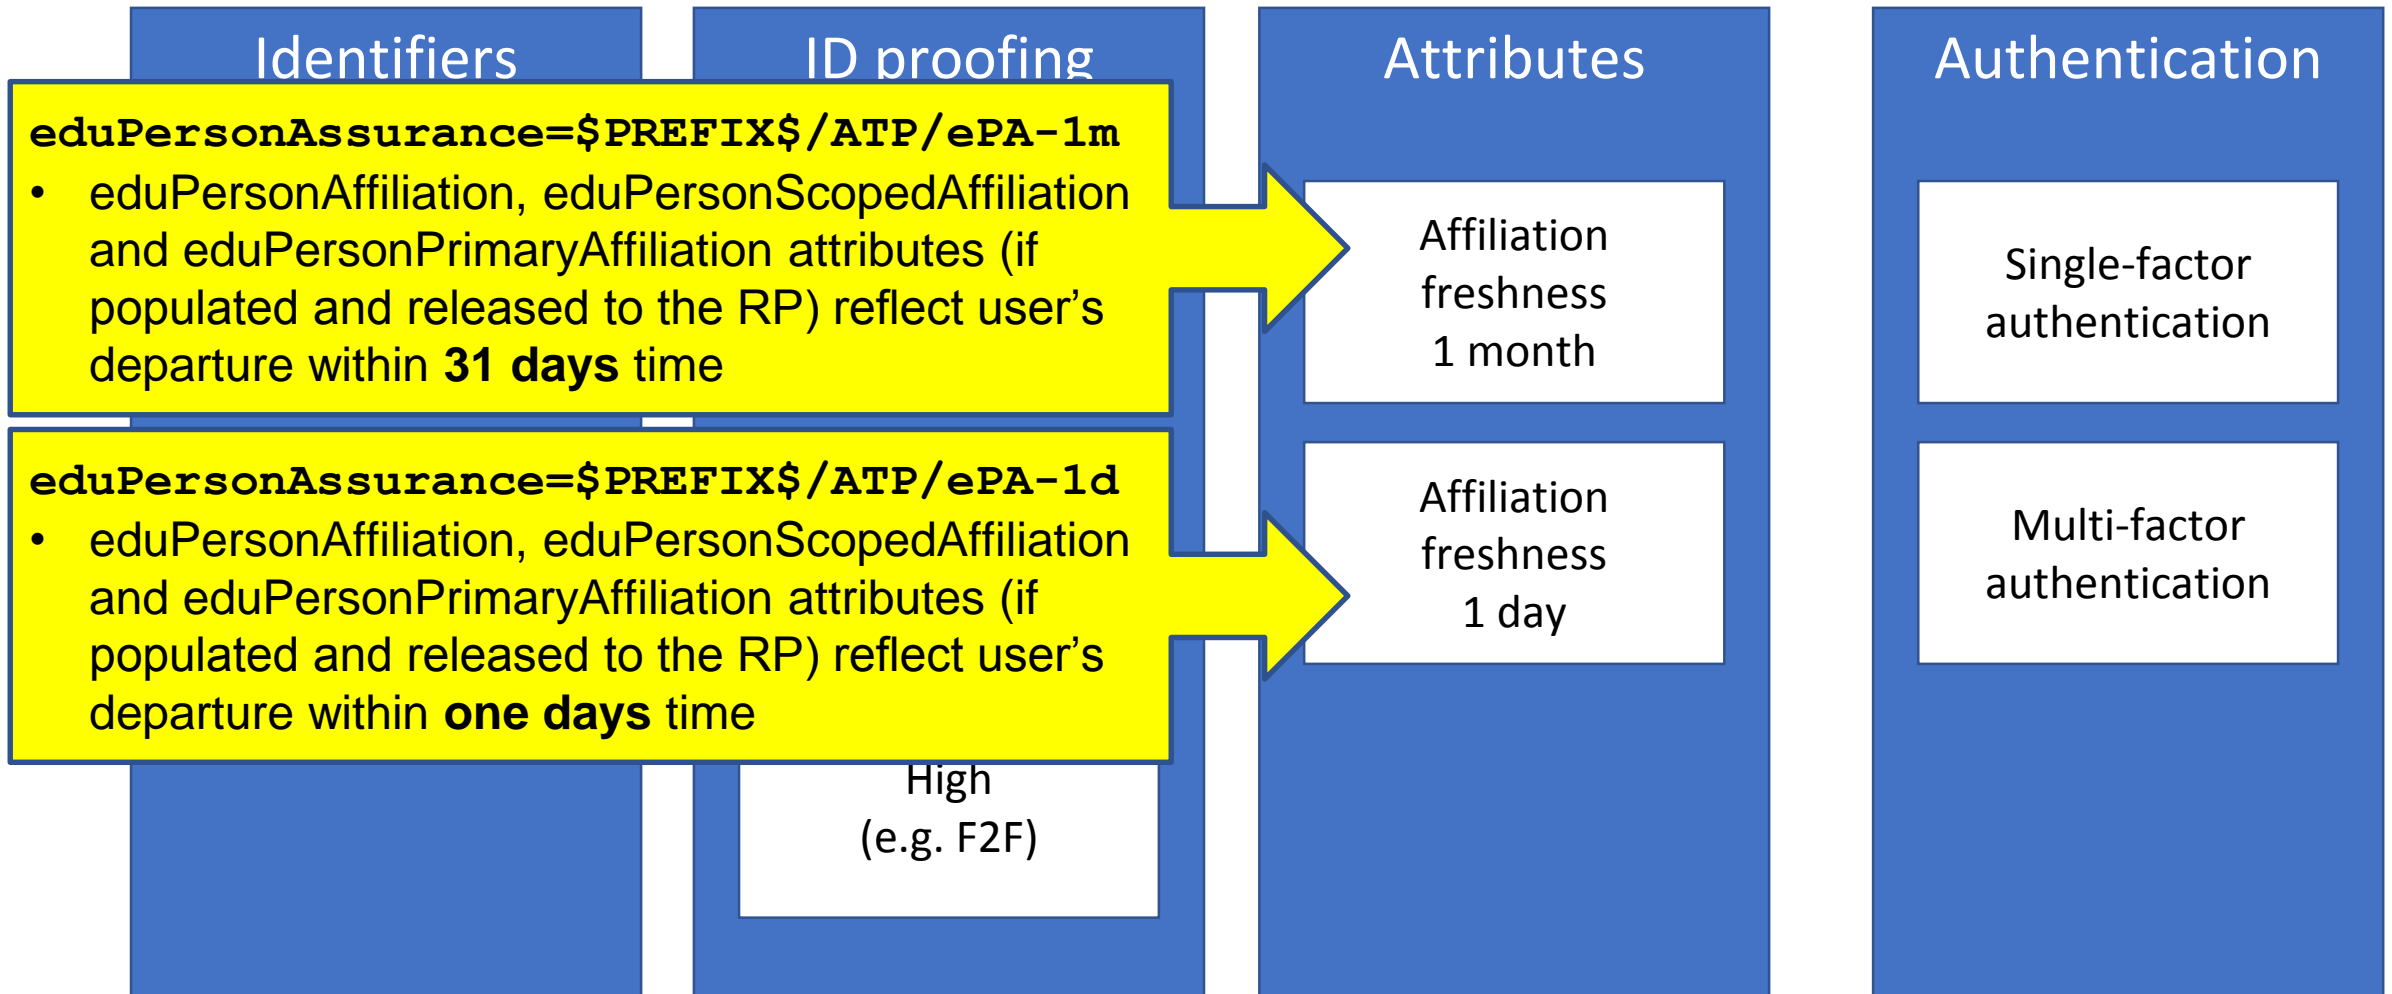 Identifiers
ID proofing
Attributes
Authentication
eduPersonAssurance=$PREFIX$/ATP/ePA-1m
• eduPersonAffiliation, eduPersonScopedAffiliation
and eduPersonPrimaryAffiliation attributes (if
populated and released to the RP) reflect user’s
departure within 31 days time
Affiliation
freshness
1 month
Single-factor
authentication
eduPersonAssurance=$PREFIX$/ATP/ePA-1d
• eduPersonAffiliation, eduPersonScopedAffiliation
and eduPersonPrimaryAffiliation attributes (if
populated and released to the RP) reflect user’s
departure within one days time
Affiliation
freshness
1 day
Multi-factor
authentication
High
(e.g. F2F)